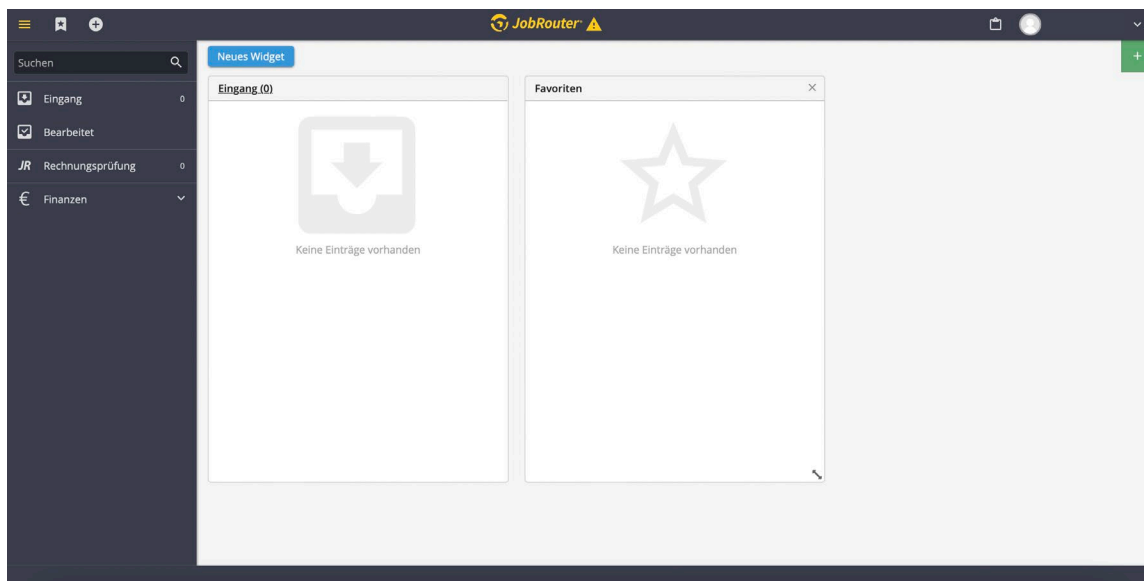 JobRouter
Suchen
Neues Widget
+
Eingang 0
Bearbeitet
JR Rechnungsprüfung 0
€ Finanzen
Eingang (0)
Keine Einträge vorhanden
Favoriten
Keine Einträge vorhanden